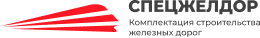 СПЕЦЖЕЛДОР
Комплектация строительства
железных дорог